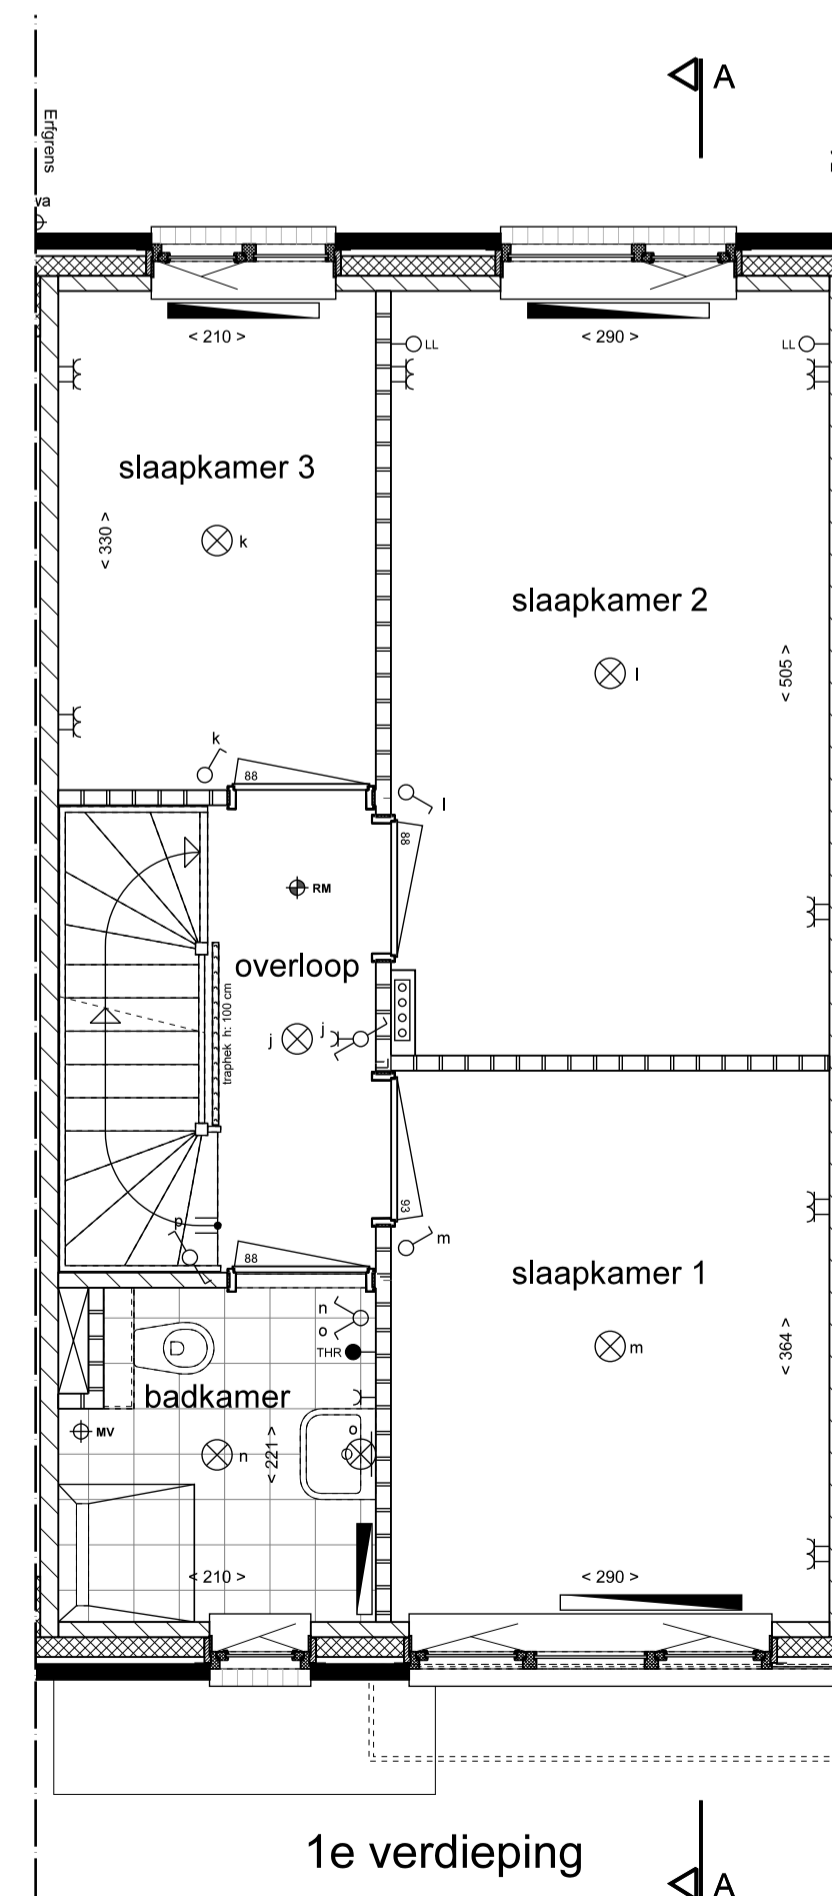 A
Erfgrens
va
< 210 >
< 290 >
LL
LL
slaapkamer 3
< 330 >
k
slaapkamer 2
l
< 505 >
k
88
l
88
RM
overloop
traphek h: 100 cm
j
j
93
p
m
88
slaapkamer 1
n
o
THR
m
< 364 >
badkamer
MV
o
n
< 221 >
< 210 >
< 290 >
1e verdieping
A